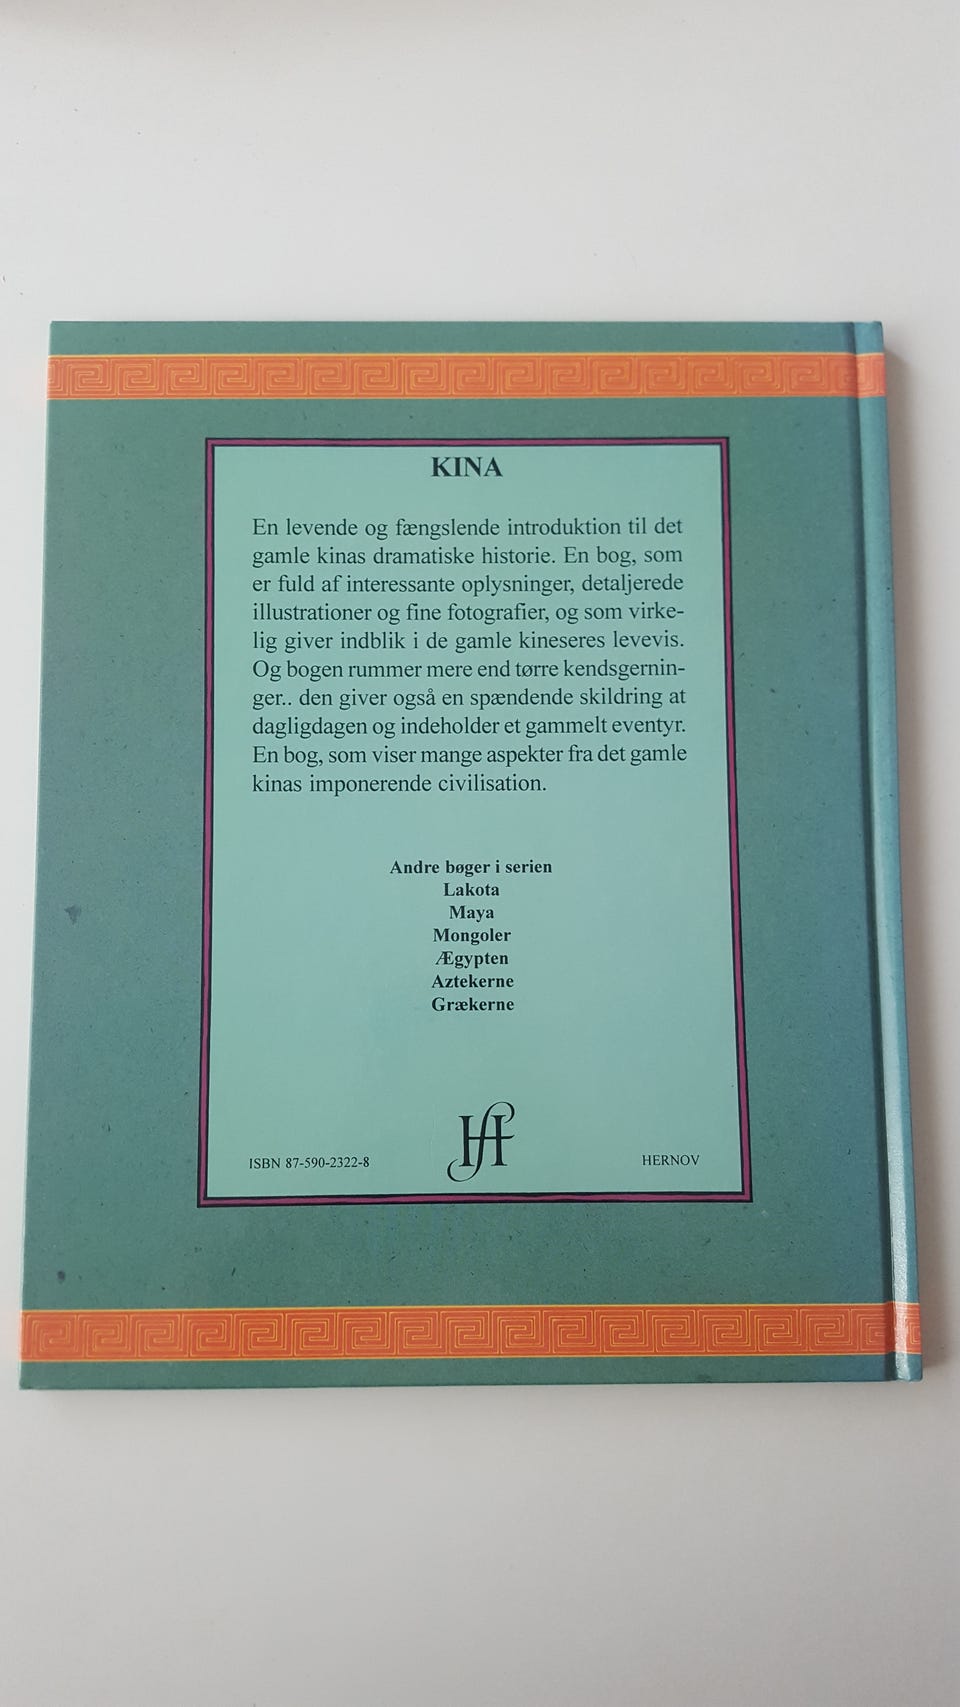 KINA
En levende og fængslende introduktion til det
gamle kinas dramatiske historie. En bog, som
er fuld af interessante oplysninger, detaljerede
illustrationer og fine fotografier, og som virke-
lig giver indblik i de gamle kineseres levevis.
Og bogen rummer mere end tørre kendsgernin-
ger.. den giver også en spændende skildring at
dagligdagen og indeholder et gammelt eventyr.
En bog, som viser mange aspekter fra det gamle
kinas imponerende civilisation.
Andre bøger i serien
Lakota
Maya
Mongoler
Ægypten
Aztekerne
Grækerne
ISBN 87-590-2322-8
HERNOV